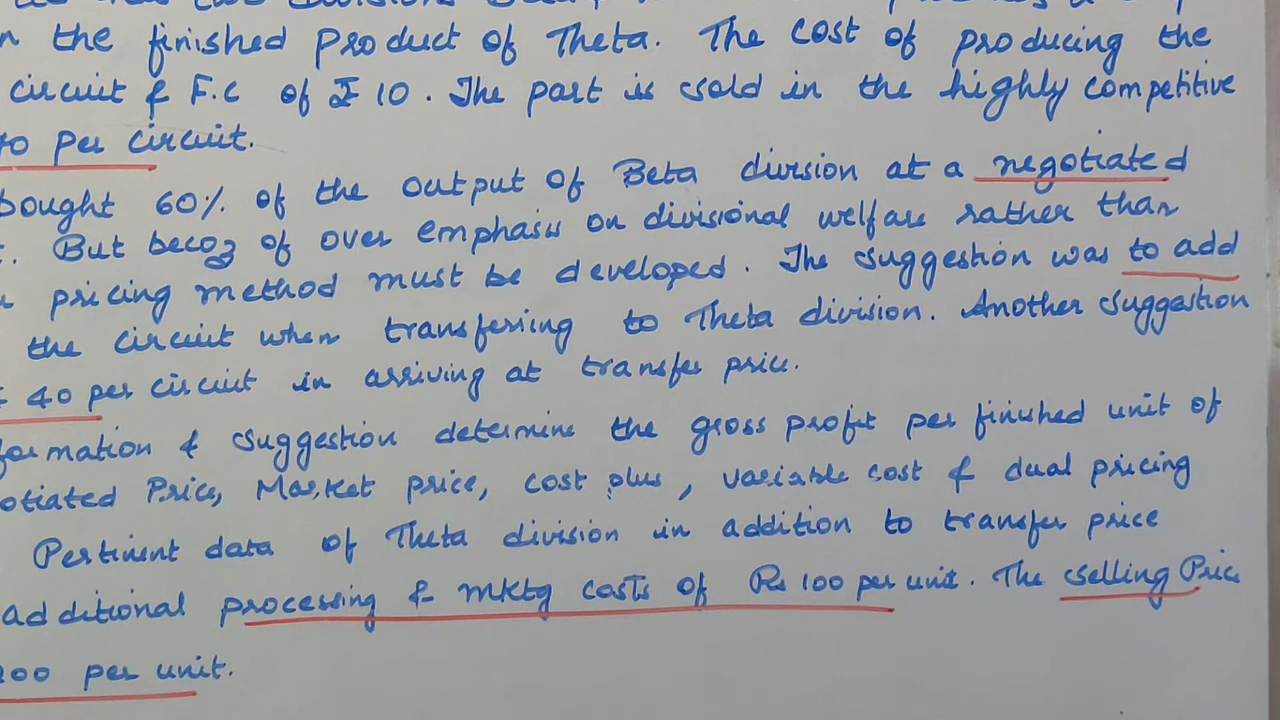 n the finished product of Theta. The cost of producing the
circuit & F.C of ₹ 10. The part is sold in the highly competitive
per circuit.
bought 60% of the output of Beta division at a negotiated
But becoz of over emphasis on divisional welfare rather than
pricing method must be developed. The suggestion was to add
the circuit when transferring to Theta division. Another suggestion
40 per circuit in arriving at transfer price.
formation & suggestion determine the gross profit per finished unit of
otiated Price, Market price, cost plus, variable cost & dual pricing
Pertinent data of Theta division in addition to transfer price
additional processing & mktg costs of Rs 100 per unit. The selling Price
00 per unit.